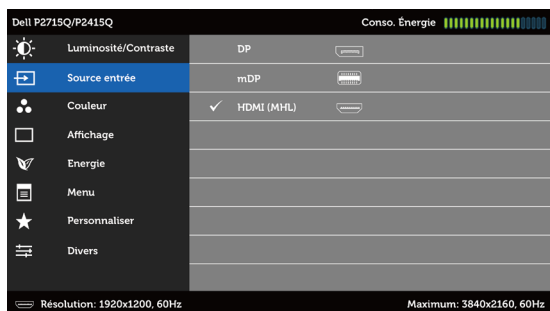 Dell P2715Q/P2415Q Conso. Énergie
Luminosité/Contraste DP
Source entrée mDP
Couleur HDMI (MHL)
Affichage
Energie
Menu
Personnaliser
Divers
Résolution: 1920x1200, 60Hz Maximum: 3840x2160, 60Hz